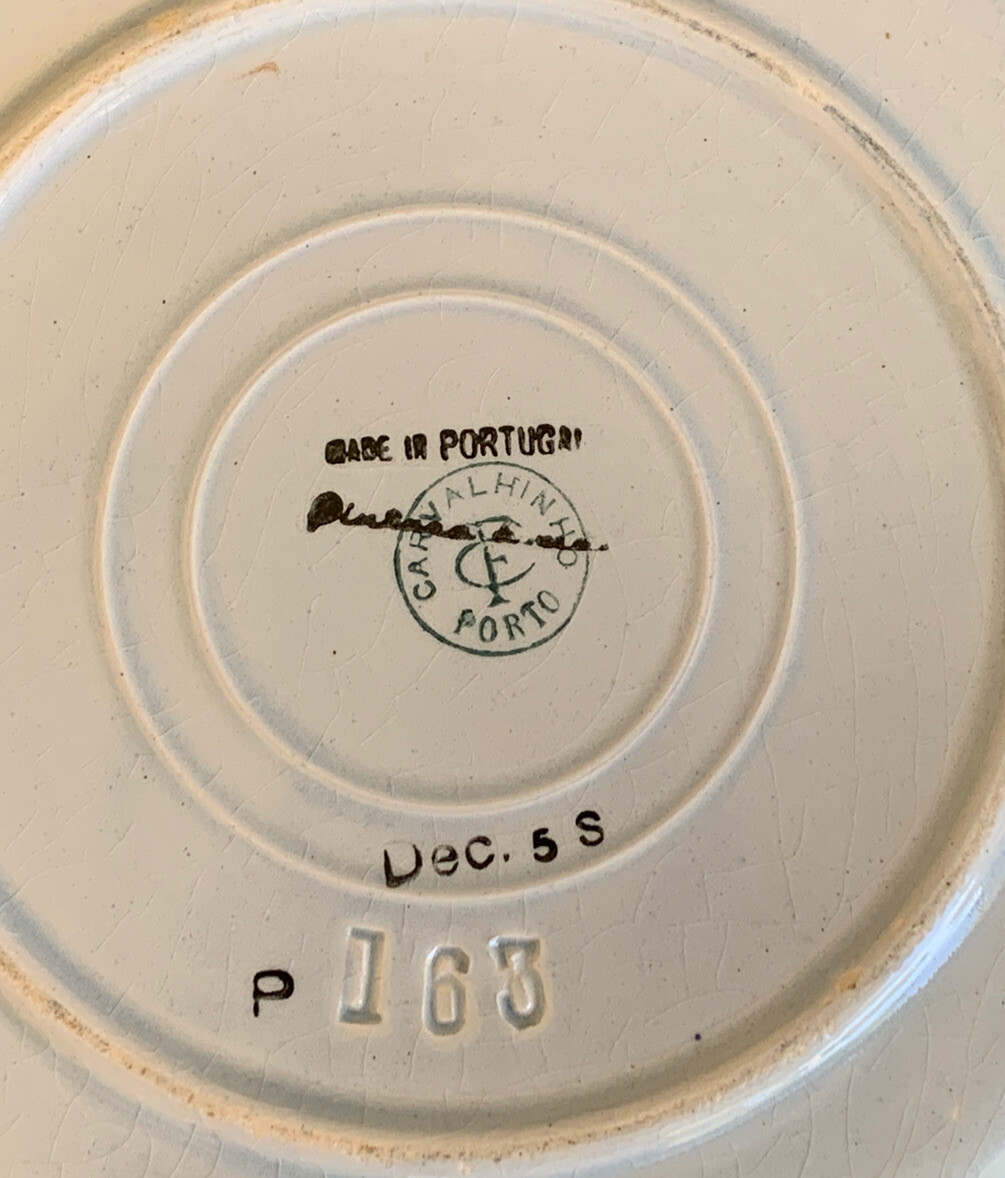 MADE IN PORTUGAL
CARVALHINHO
PORTO
Dec. 5 S
P 163